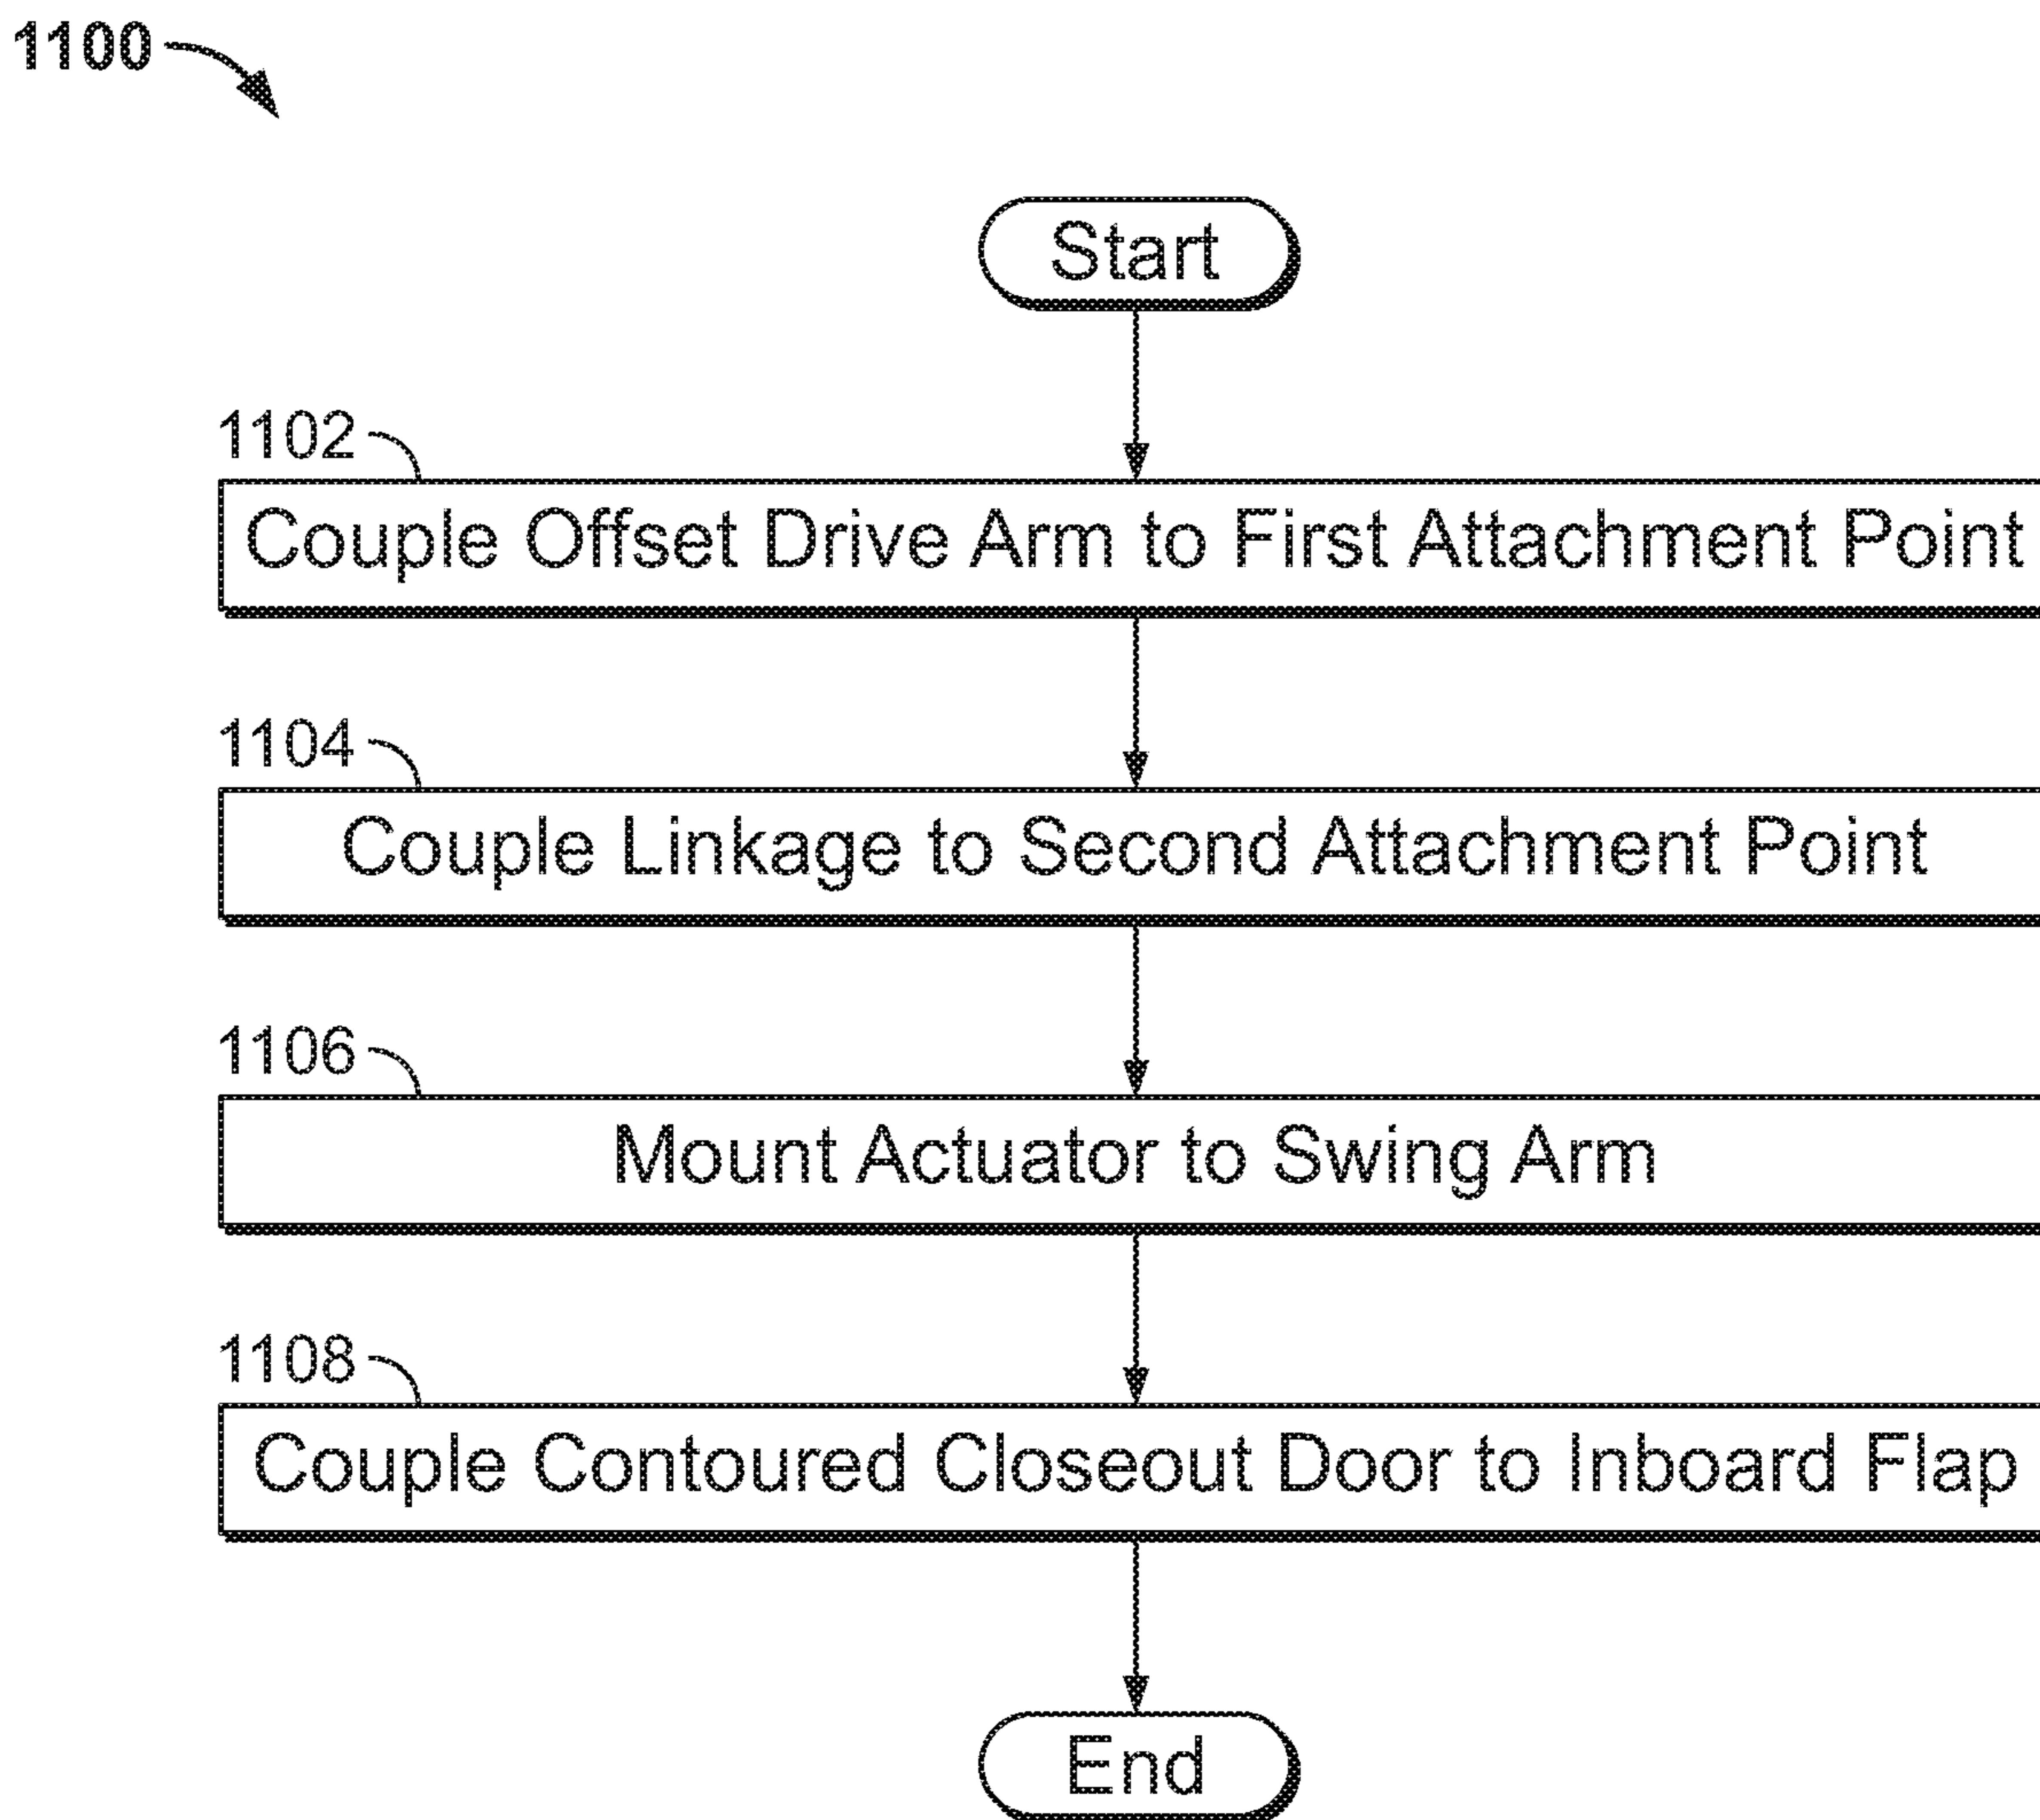 1100
Start
1102
Couple Offset Drive Arm to First Attachment Point
1104
Couple Linkage to Second Attachment Point
1106
Mount Actuator to Swing Arm
1108
Couple Contoured Closeout Door to Inboard Flap
End